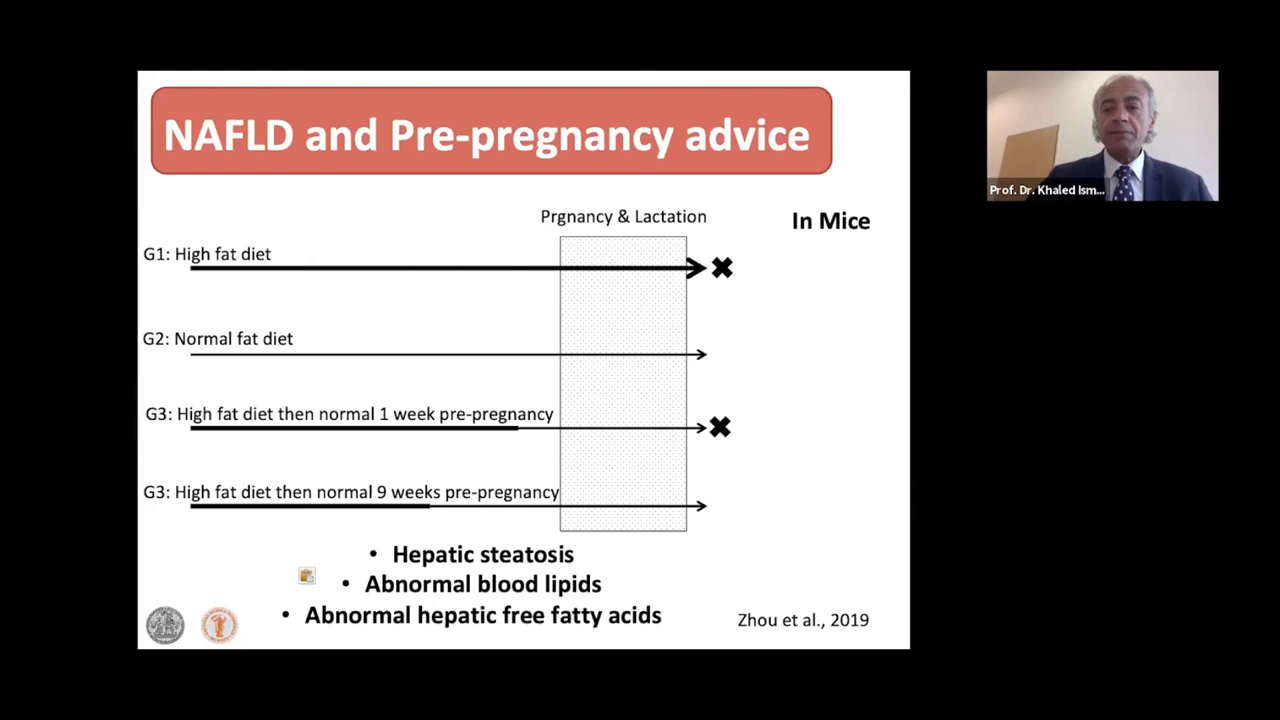 NAFLD and Pre-pregnancy advice
Prgnancy & Lactation
In Mice
G1: High fat diet
G2: Normal fat diet
G3: High fat diet then normal 1 week pre-pregnancy
G3: High fat diet then normal 9 weeks pre-pregnancy
• Hepatic steatosis
• Abnormal blood lipids
• Abnormal hepatic free fatty acids
Zhou et al., 2019
Prof. Dr. Khaled Ism...